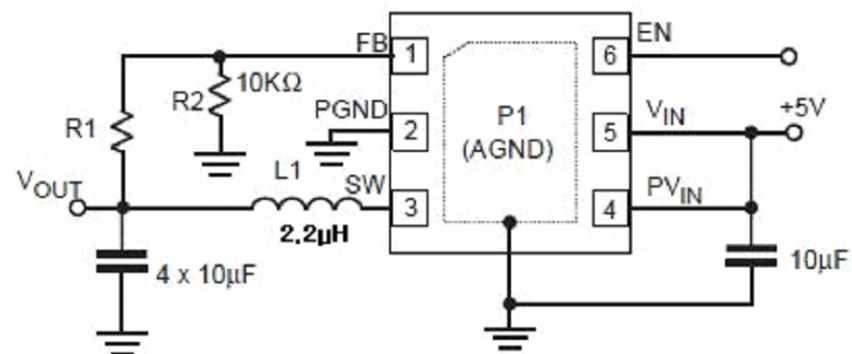 FB
1
6
EN
R2
10KΩ
R1
PGND
2
P1
(AGND)
5
VIN
+5V
VOUT
L1
SW
3
4
PVIN
2.2μH
4 x 10μF
10μF